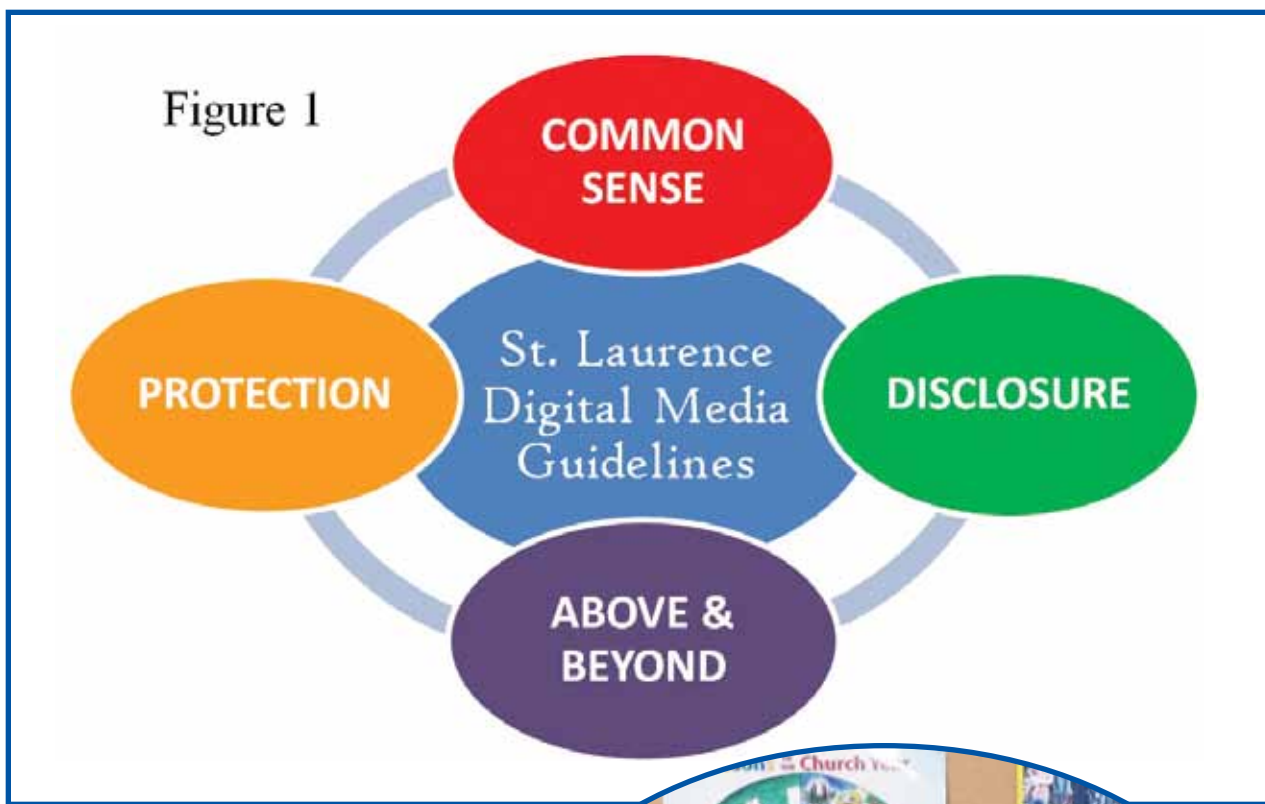 Figure 1
COMMON
SENSE
PROTECTION
St. Laurence
Digital Media
Guidelines
DISCLOSURE
ABOVE &
BEYOND
Church Year